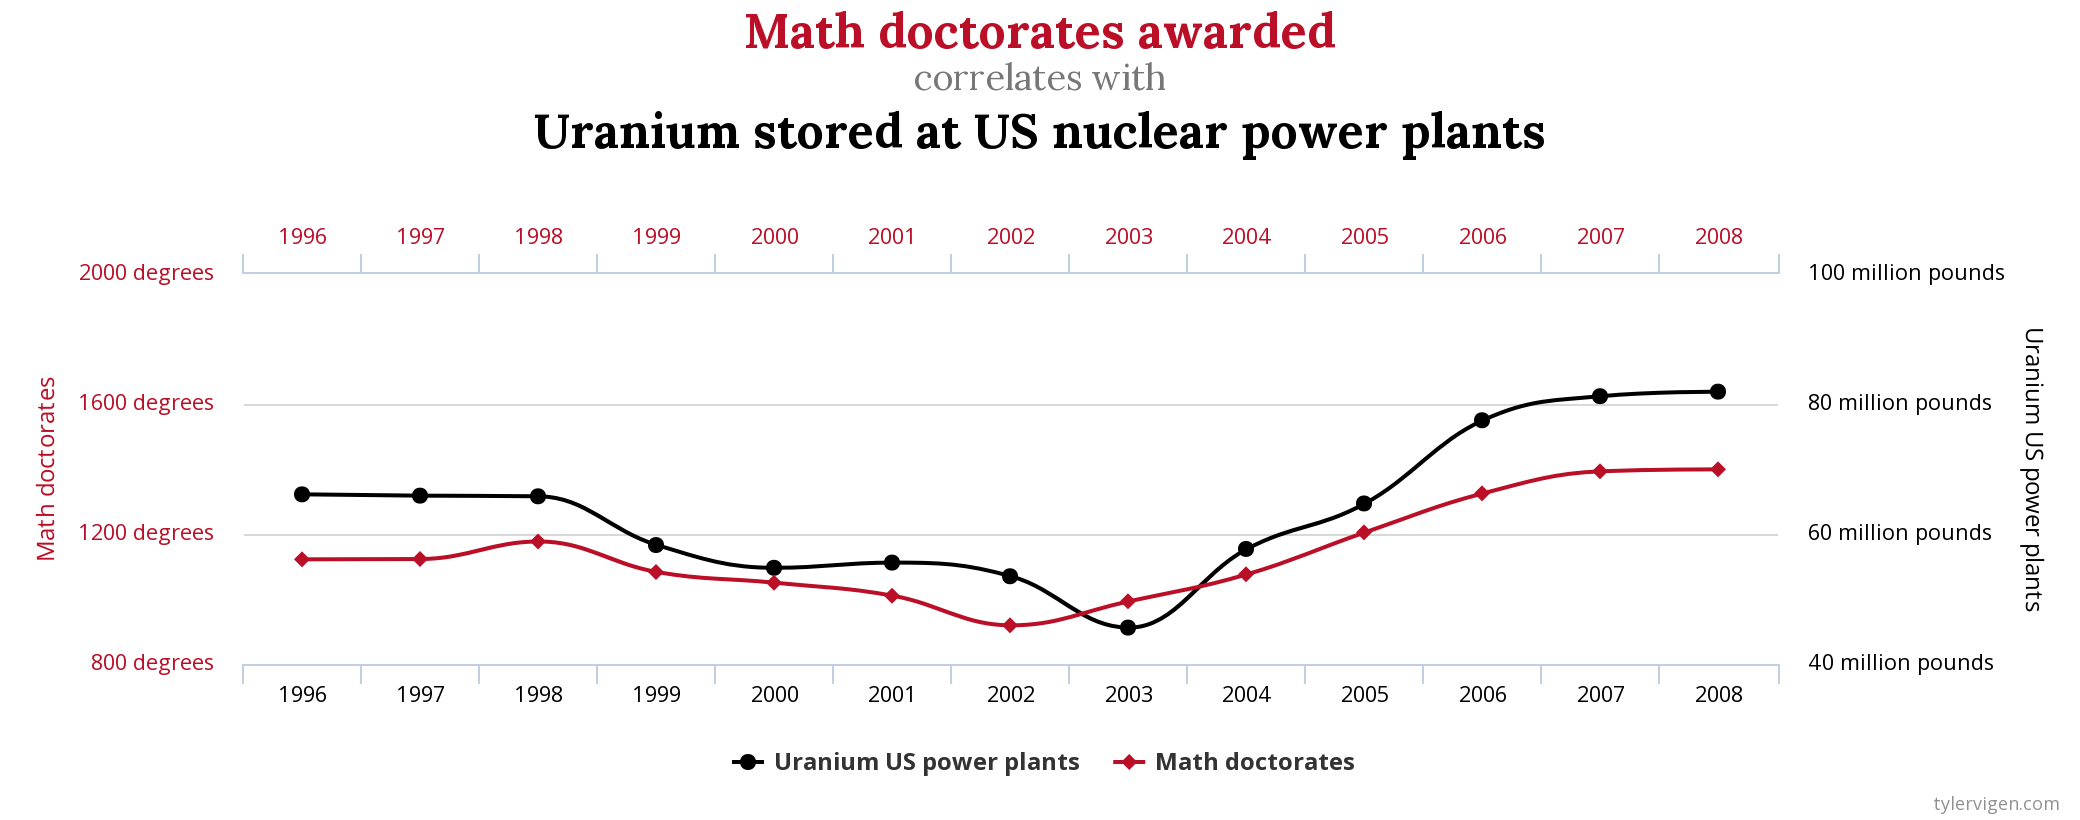 Math doctorates awarded
correlates with
Uranium stored at US nuclear power plants
1996 1997 1998 1999 2000 2001 2002 2003 2004 2005 2006 2007 2008
2000 degrees
1600 degrees
1200 degrees
800 degrees
Math doctorates
100 million pounds
80 million pounds
60 million pounds
40 million pounds
Uranium US power plants
1996 1997 1998 1999 2000 2001 2002 2003 2004 2005 2006 2007 2008
Uranium US power plants Math doctorates
tylervigen.com